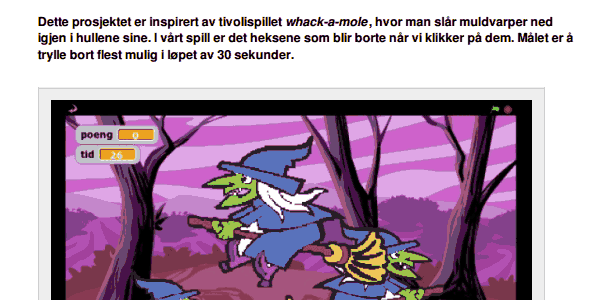 Dette prosjektet er inspirert av tivolispillet whack-a-mole, hvor man slår muldvarper ned
igjen i hullene sine. I vårt spill er det heksene som blir borte når vi klikker på dem. Målet er å
trylle bort flest mulig i løpet av 30 sekunder.
poeng 0
tid 26